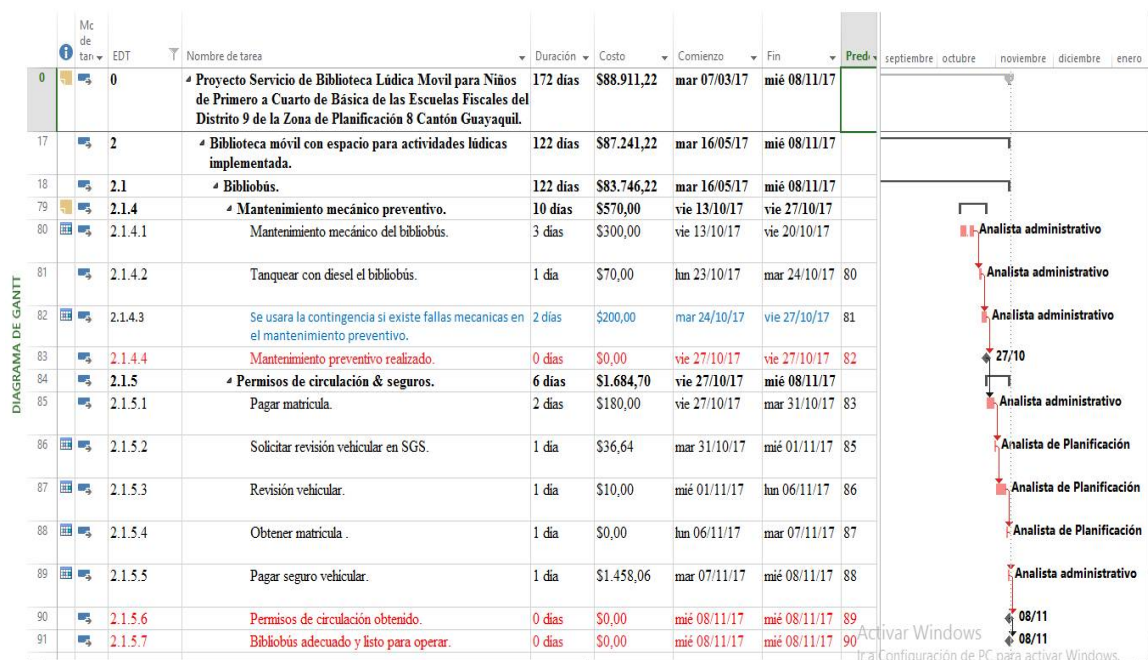 Mc
de
tare
EDT
Nombre de tarea
Duración
Costo
Comienzo
Fin
Prede
septiembre octubre noviembre diciembre enero
DIAGRAMA DE GANTT
0 0 Proyecto Servicio de Biblioteca Lúdica Movil para Niños 172 días $88.911,22 mar 07/03/17 mié 08/11/17
de Primero a Cuarto de Básica de las Escuelas Fiscales del
Distrito 9 de la Zona de Planificación 8 Cantón Guayaquil.
17 2 Biblioteca móvil con espacio para actividades lúdicas 122 días $87.241,22 mar 16/05/17 mié 08/11/17
implementada.
18 2.1 Bibliobús. 122 días $83.746,22 mar 16/05/17 mié 08/11/17
79 2.1.4 Mantenimiento mecánico preventivo. 10 días $570,00 vie 13/10/17 vie 27/10/17
80 2.1.4.1 Mantenimiento mecánico del bibliobús. 3 días $300,00 vie 13/10/17 vie 20/10/17 Analista administrativo
81 2.1.4.2 Tanquear con diesel el bibliobús. 1 día $70,00 lun 23/10/17 mar 24/10/17 80 Analista administrativo
82 2.1.4.3 Se usara la contingencia si existe fallas mecanicas en 2 días $200,00 mar 24/10/17 vie 27/10/17 81 Analista administrativo
el mantenimiento preventivo.
83 2.1.4.4 Mantenimiento preventivo realizado. 0 días $0,00 vie 27/10/17 vie 27/10/17 82 27/10
84 2.1.5 Permisos de circulación & seguros. 6 días $1.684,70 vie 27/10/17 mié 08/11/17
85 2.1.5.1 Pagar matrícula. 2 días $180,00 vie 27/10/17 mar 31/10/17 83 Analista administrativo
86 2.1.5.2 Solicitar revisión vehícular en SGS. 1 día $36,64 mar 31/10/17 mié 01/11/17 85 Analista de Planificación
87 2.1.5.3 Revisión vehicular. 1 día $10,00 mié 01/11/17 lun 06/11/17 86 Analista de Planificación
88 2.1.5.4 Obtener matrícula . 1 día $0,00 lun 06/11/17 mar 07/11/17 87 Analista de Planificación
89 2.1.5.5 Pagar seguro vehicular. 1 día $1.458,06 mar 07/11/17 mié 08/11/17 88 Analista administrativo
90 2.1.5.6 Permisos de circulación obtenido. 0 días $0,00 mié 08/11/17 mié 08/11/17 89 08/11
91 2.1.5.7 Bibliobús adecuado y listo para operar. 0 días $0,00 mié 08/11/17 mié 08/11/17 90 08/11
Activar Windows
Ir a Configuración de PC para activar Windows.